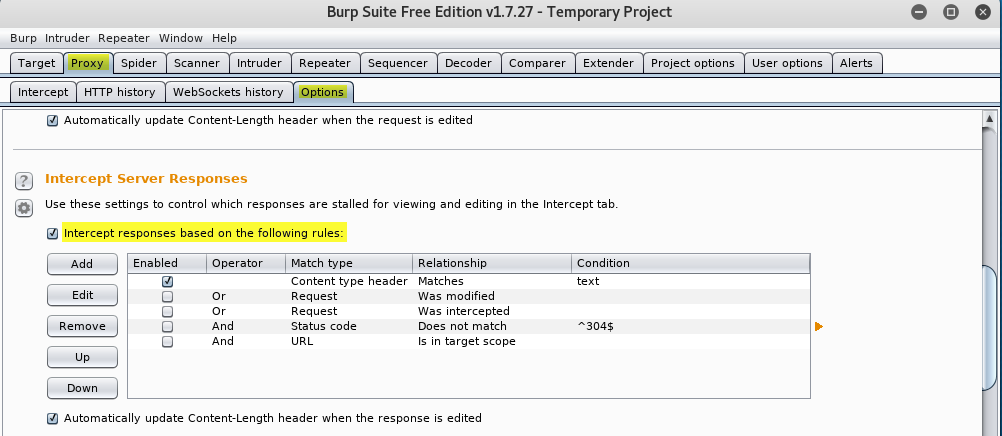 Burp Suite Free Edition v1.7.27 - Temporary Project
Burp Intruder Repeater Window Help
Target Proxy Spider Scanner Intruder Repeater Sequencer Decoder Comparer Extender Project options User options Alerts
Intercept HTTP history WebSockets history Options
Automatically update Content-Length header when the request is edited
? Intercept Server Responses
Use these settings to control which responses are stalled for viewing and editing in the Intercept tab.
Intercept responses based on the following rules:
Add Enabled Operator Match type Relationship Condition
Content type header Matches text
Edit Or Request Was modified
Or Request Was intercepted
Remove And Status code Does not match ^304$
And URL Is in target scope
Up
Down
Automatically update Content-Length header when the response is edited